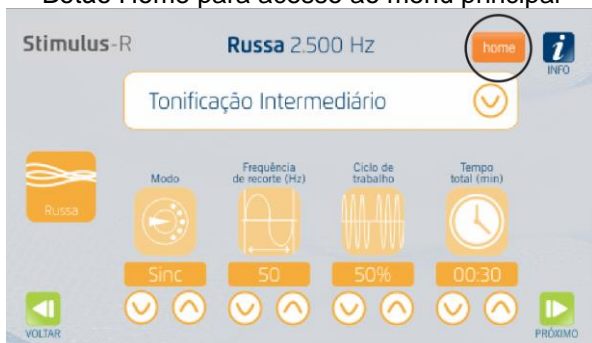 Botão Home para acesso ao menu principal
Stimulus-R
Russa 2.500 Hz
home
INFO
Tonificação Intermediário
Russa
Modo
Frequência
de recorte (Hz)
Ciclo de
trabalho
Tempo
total (min)
Sinc
50
50%
00:30
VOLTAR
PRÓXIMO